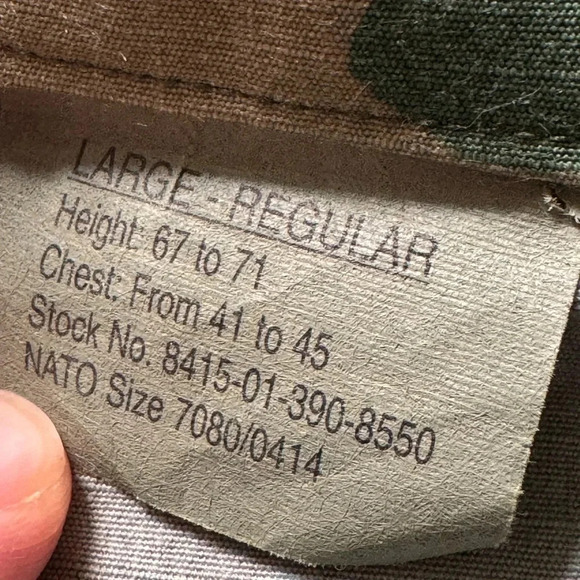 LARGE - REGULAR
Height: 67 to 71
Chest: From 41 to 45
Stock No. 8415-01-390-8550
NATO Size 7080/0414